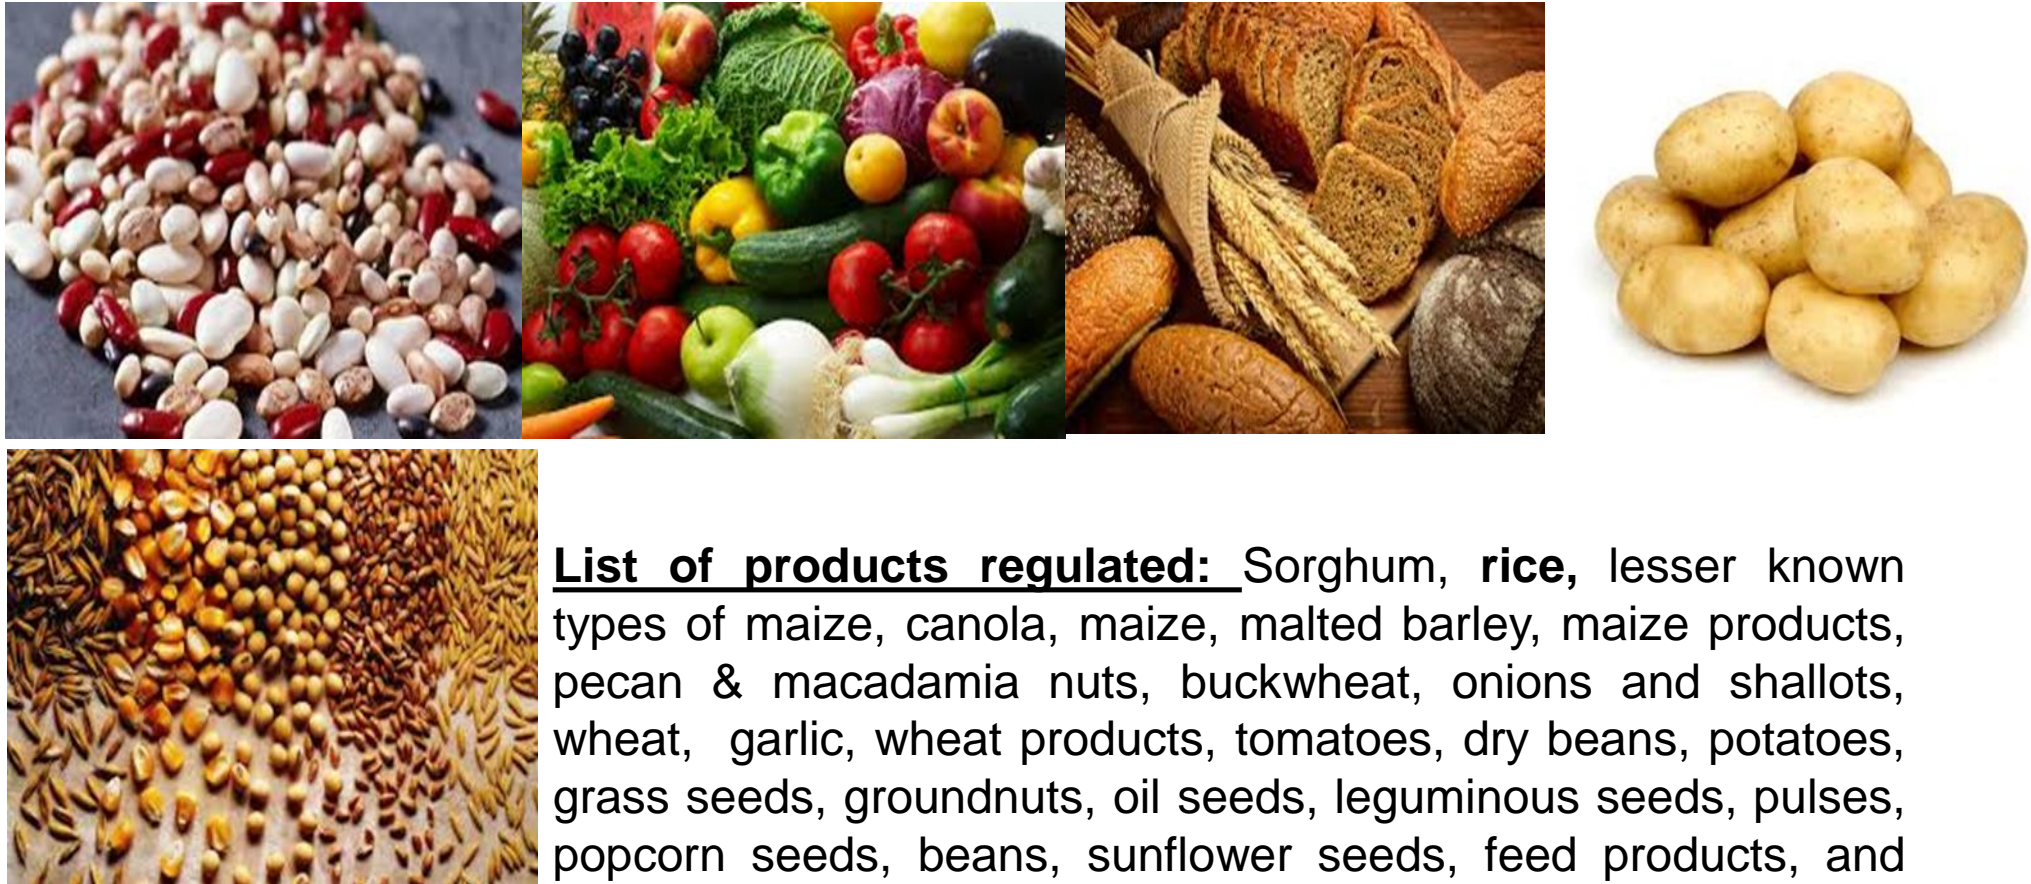 List of products regulated: Sorghum, rice, lesser known
types of maize, canola, maize, malted barley, maize products,
pecan & macadamia nuts, buckwheat, onions and shallots,
wheat, garlic, wheat products, tomatoes, dry beans, potatoes,
grass seeds, groundnuts, oil seeds, leguminous seeds, pulses,
popcorn seeds, beans, sunflower seeds, feed products, and